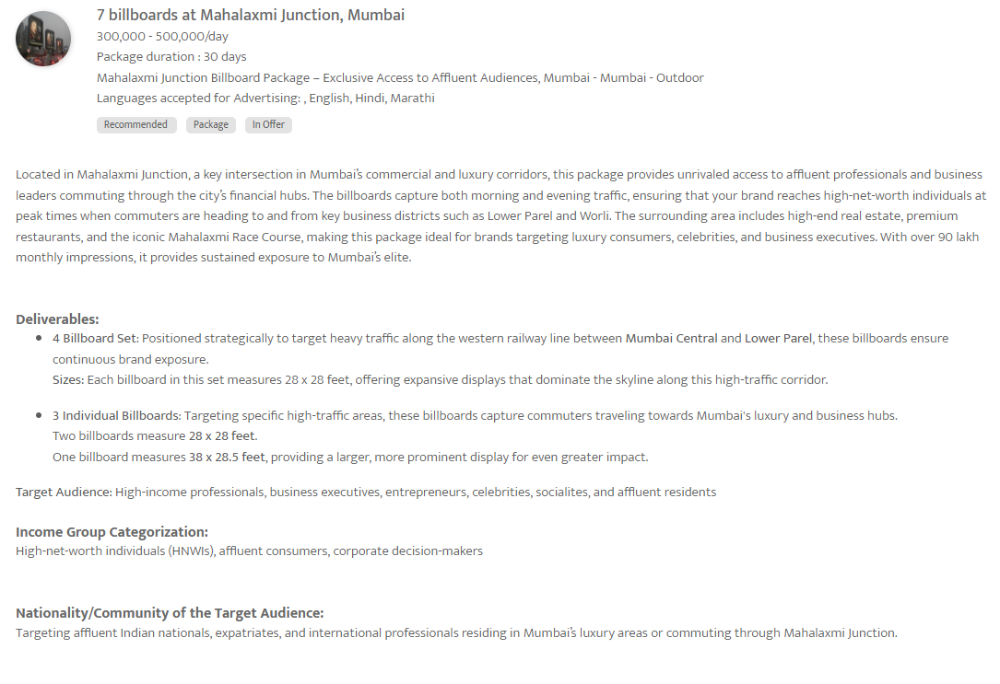 7 billboards at Mahalaxmi Junction, Mumbai
300,000 - 500,000/day
Package duration : 30 days
Mahalaxmi Junction Billboard Package – Exclusive Access to Affluent Audiences, Mumbai - Mumbai - Outdoor
Languages accepted for Advertising: , English, Hindi, Marathi
Recommended Package In Offer
Located in Mahalaxmi Junction, a key intersection in Mumbai’s commercial and luxury corridors, this package provides unrivaled access to affluent professionals and business
leaders commuting through the city’s financial hubs. The billboards capture both morning and evening traffic, ensuring that your brand reaches high-net-worth individuals at
peak times when commuters are heading to and from key business districts such as Lower Parel and Worli. The surrounding area includes high-end real estate, premium
restaurants, and the iconic Mahalaxmi Race Course, making this package ideal for brands targeting luxury consumers, celebrities, and business executives. With over 90 lakh
monthly impressions, it provides sustained exposure to Mumbai’s elite.
Deliverables:
• 4 Billboard Set: Positioned strategically to target heavy traffic along the western railway line between Mumbai Central and Lower Parel, these billboards ensure
continuous brand exposure.
Sizes: Each billboard in this set measures 28 x 28 feet, offering expansive displays that dominate the skyline along this high-traffic corridor.
• 3 Individual Billboards: Targeting specific high-traffic areas, these billboards capture commuters traveling towards Mumbai's luxury and business hubs.
Two billboards measure 28 x 28 feet.
One billboard measures 38 x 28.5 feet, providing a larger, more prominent display for even greater impact.
Target Audience: High-income professionals, business executives, entrepreneurs, celebrities, socialites, and affluent residents
Income Group Categorization:
High-net-worth individuals (HNWIs), affluent consumers, corporate decision-makers
Nationality/Community of the Target Audience:
Targeting affluent Indian nationals, expatriates, and international professionals residing in Mumbai’s luxury areas or commuting through Mahalaxmi Junction.